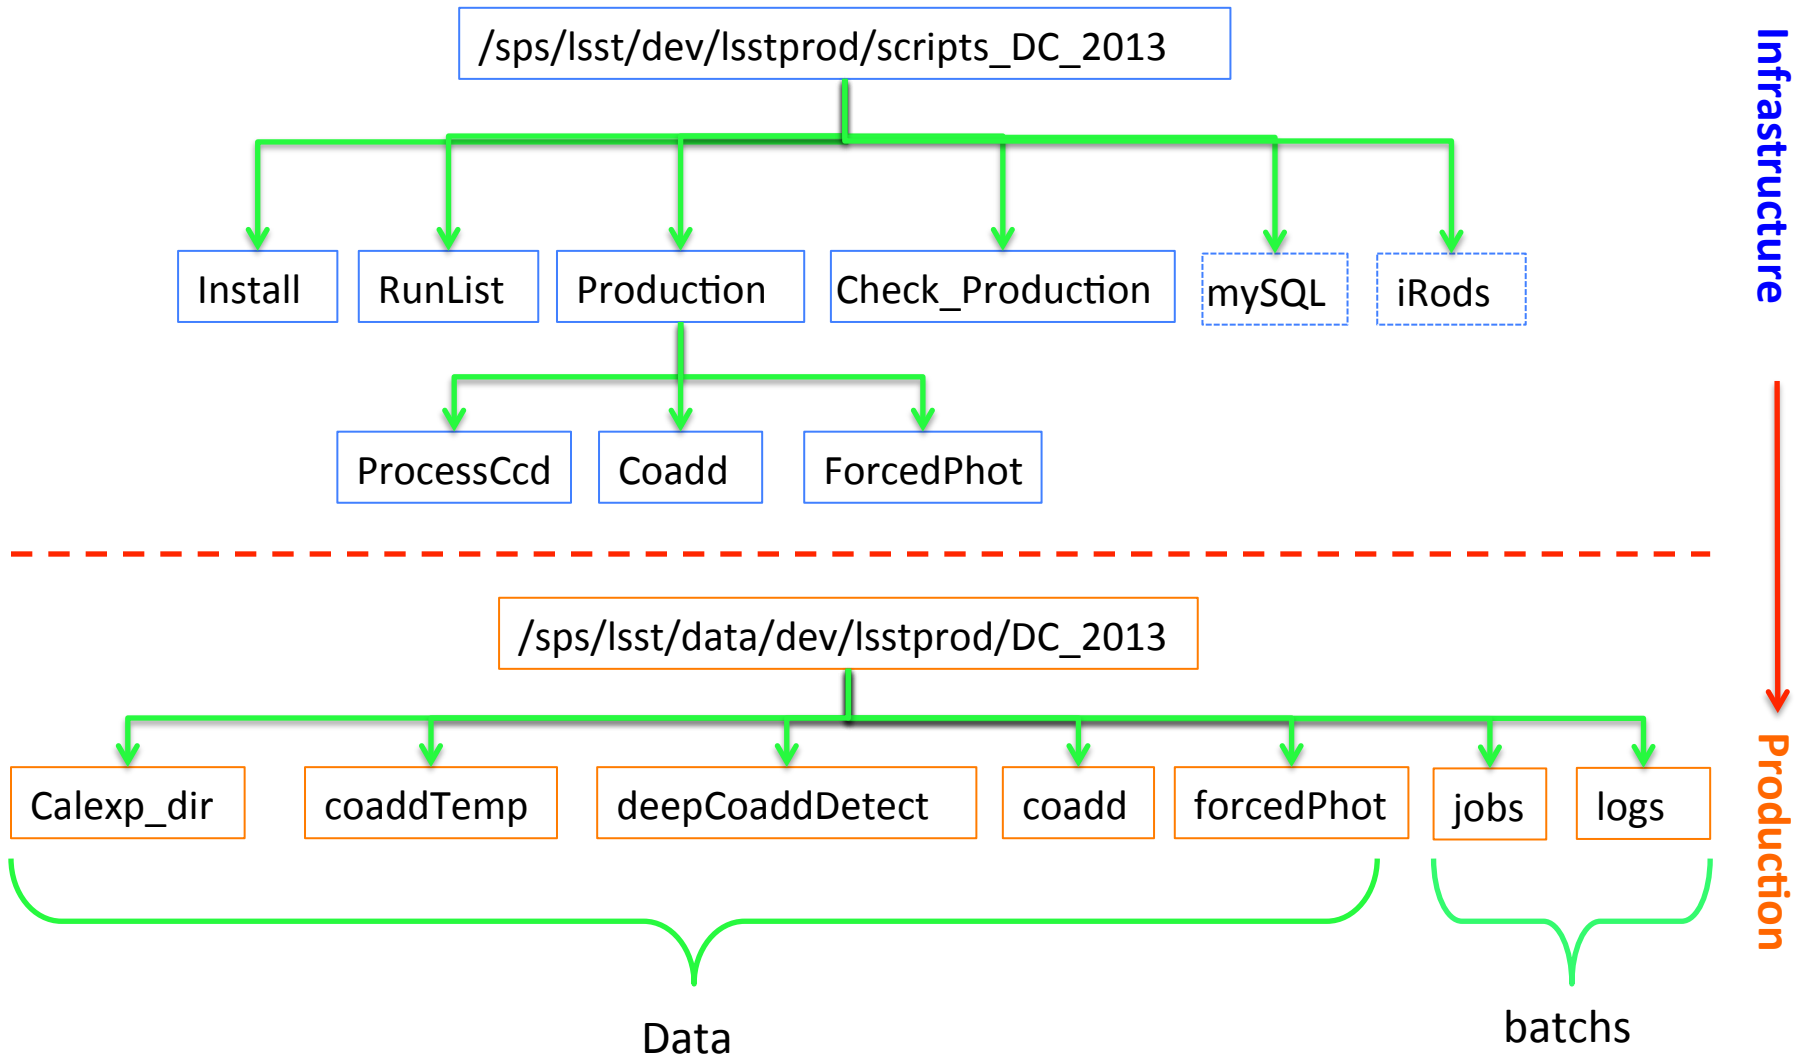 /sps/lsst/dev/lsstprod/scripts_DC_2013
Infrastructure
Install
RunList
Production
Check_Production
mySQL
iRods
ProcessCcd
Coadd
ForcedPhot
/sps/lsst/data/dev/lsstprod/DC_2013
Production
Calexp_dir
coaddTemp
deepCoaddDetect
coadd
forcedPhot
jobs
logs
Data
batchs